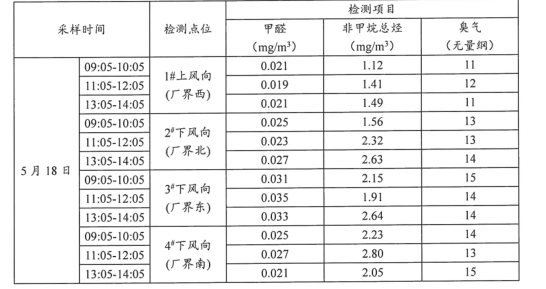 采样时间 检测点位 检测项目
甲醛 (mg/m³) 非甲烷总烃 (mg/m³) 臭气 (无量纲)
5月18日
1#上风向 (厂界西)
09:05-10:05 0.021 1.12 11
11:05-12:05 0.019 1.41 12
13:05-14:05 0.021 1.49 11
2#下风向 (厂界北)
09:05-10:05 0.025 1.56 13
11:05-12:05 0.023 2.32 13
13:05-14:05 0.027 2.63 14
3#下风向 (厂界东)
09:05-10:05 0.031 2.15 15
11:05-12:05 0.035 1.91 14
13:05-14:05 0.033 2.64 14
4#下风向 (厂界南)
09:05-10:05 0.025 2.23 14
11:05-12:05 0.027 2.80 13
13:05-14:05 0.021 2.05 15